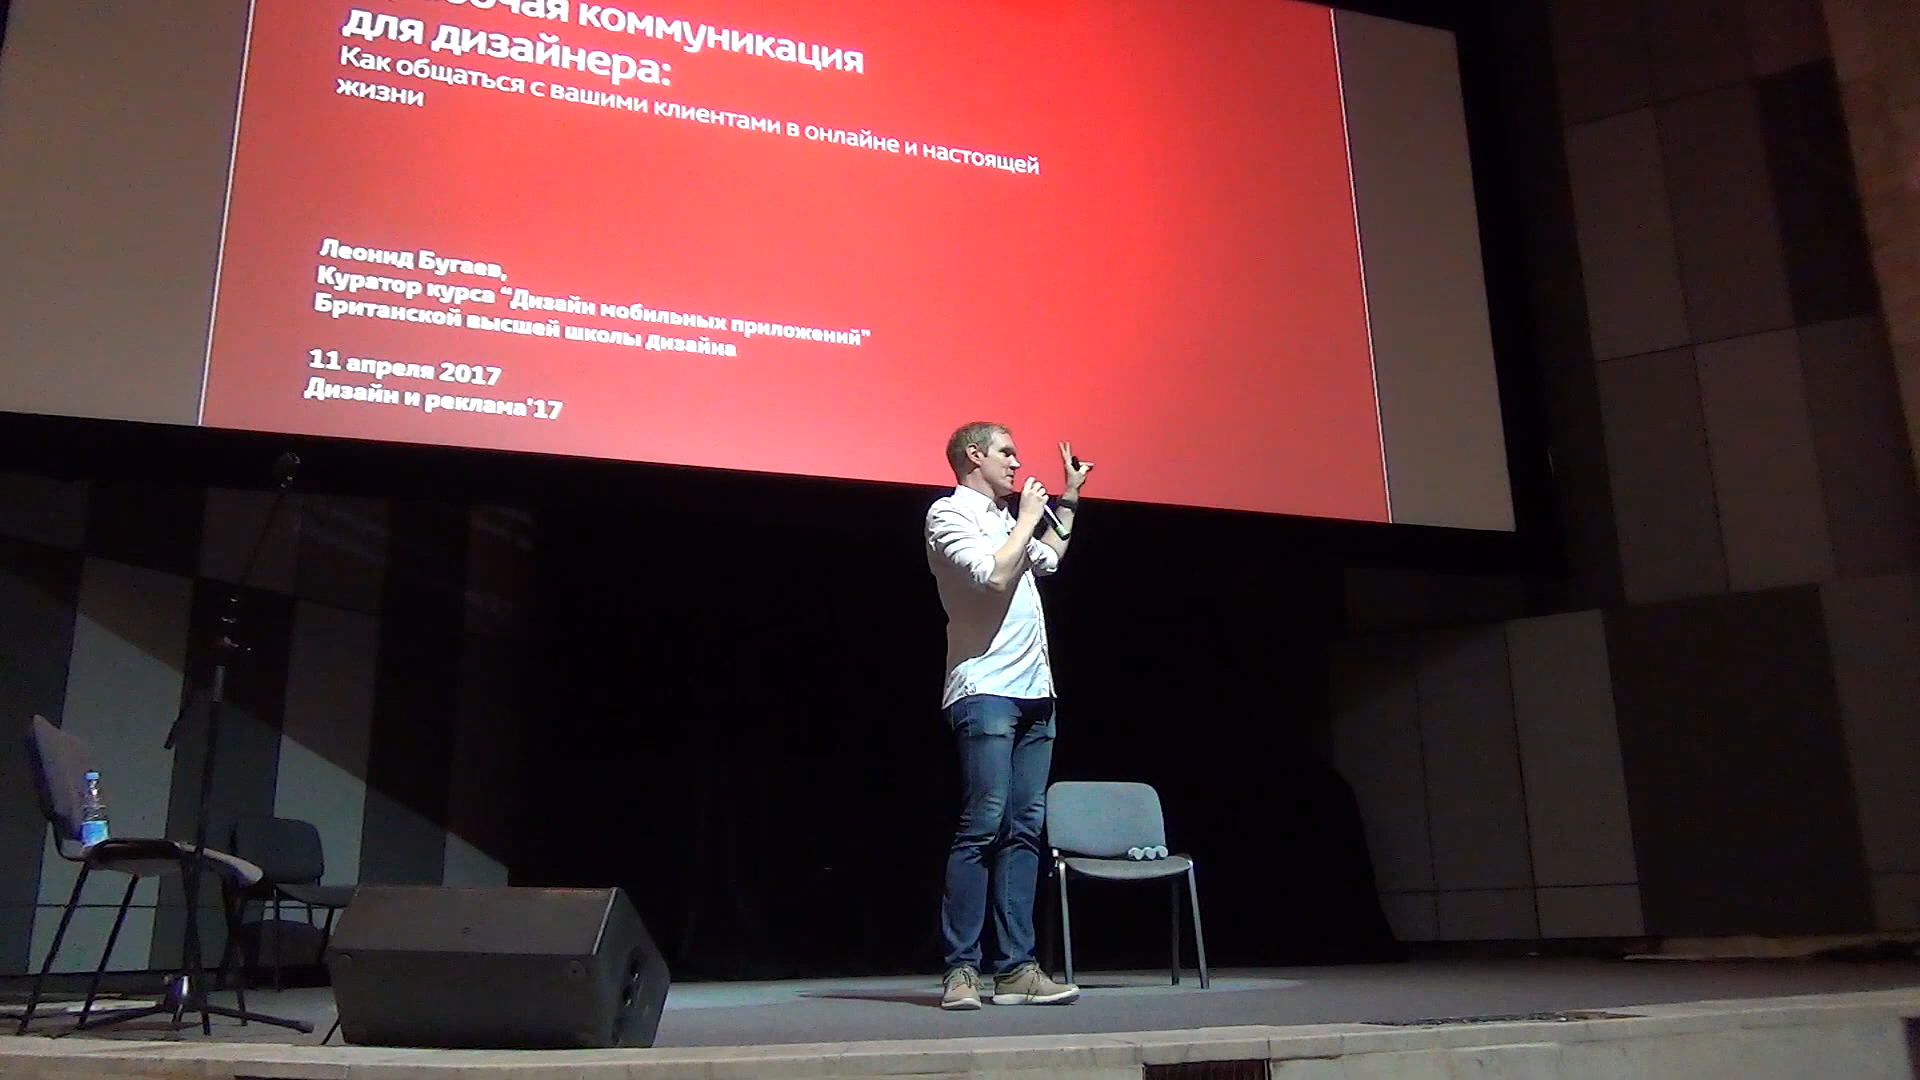 коммуникация
для дизайнера:
Как общаться с вашими клиентами в онлайне и настоящей
жизни
Леонид Бугаев,
Куратор курса “Дизайн мобильных приложений"
Британской высшей школы дизайна
11 апреля 2017
Дизайн и реклама'17